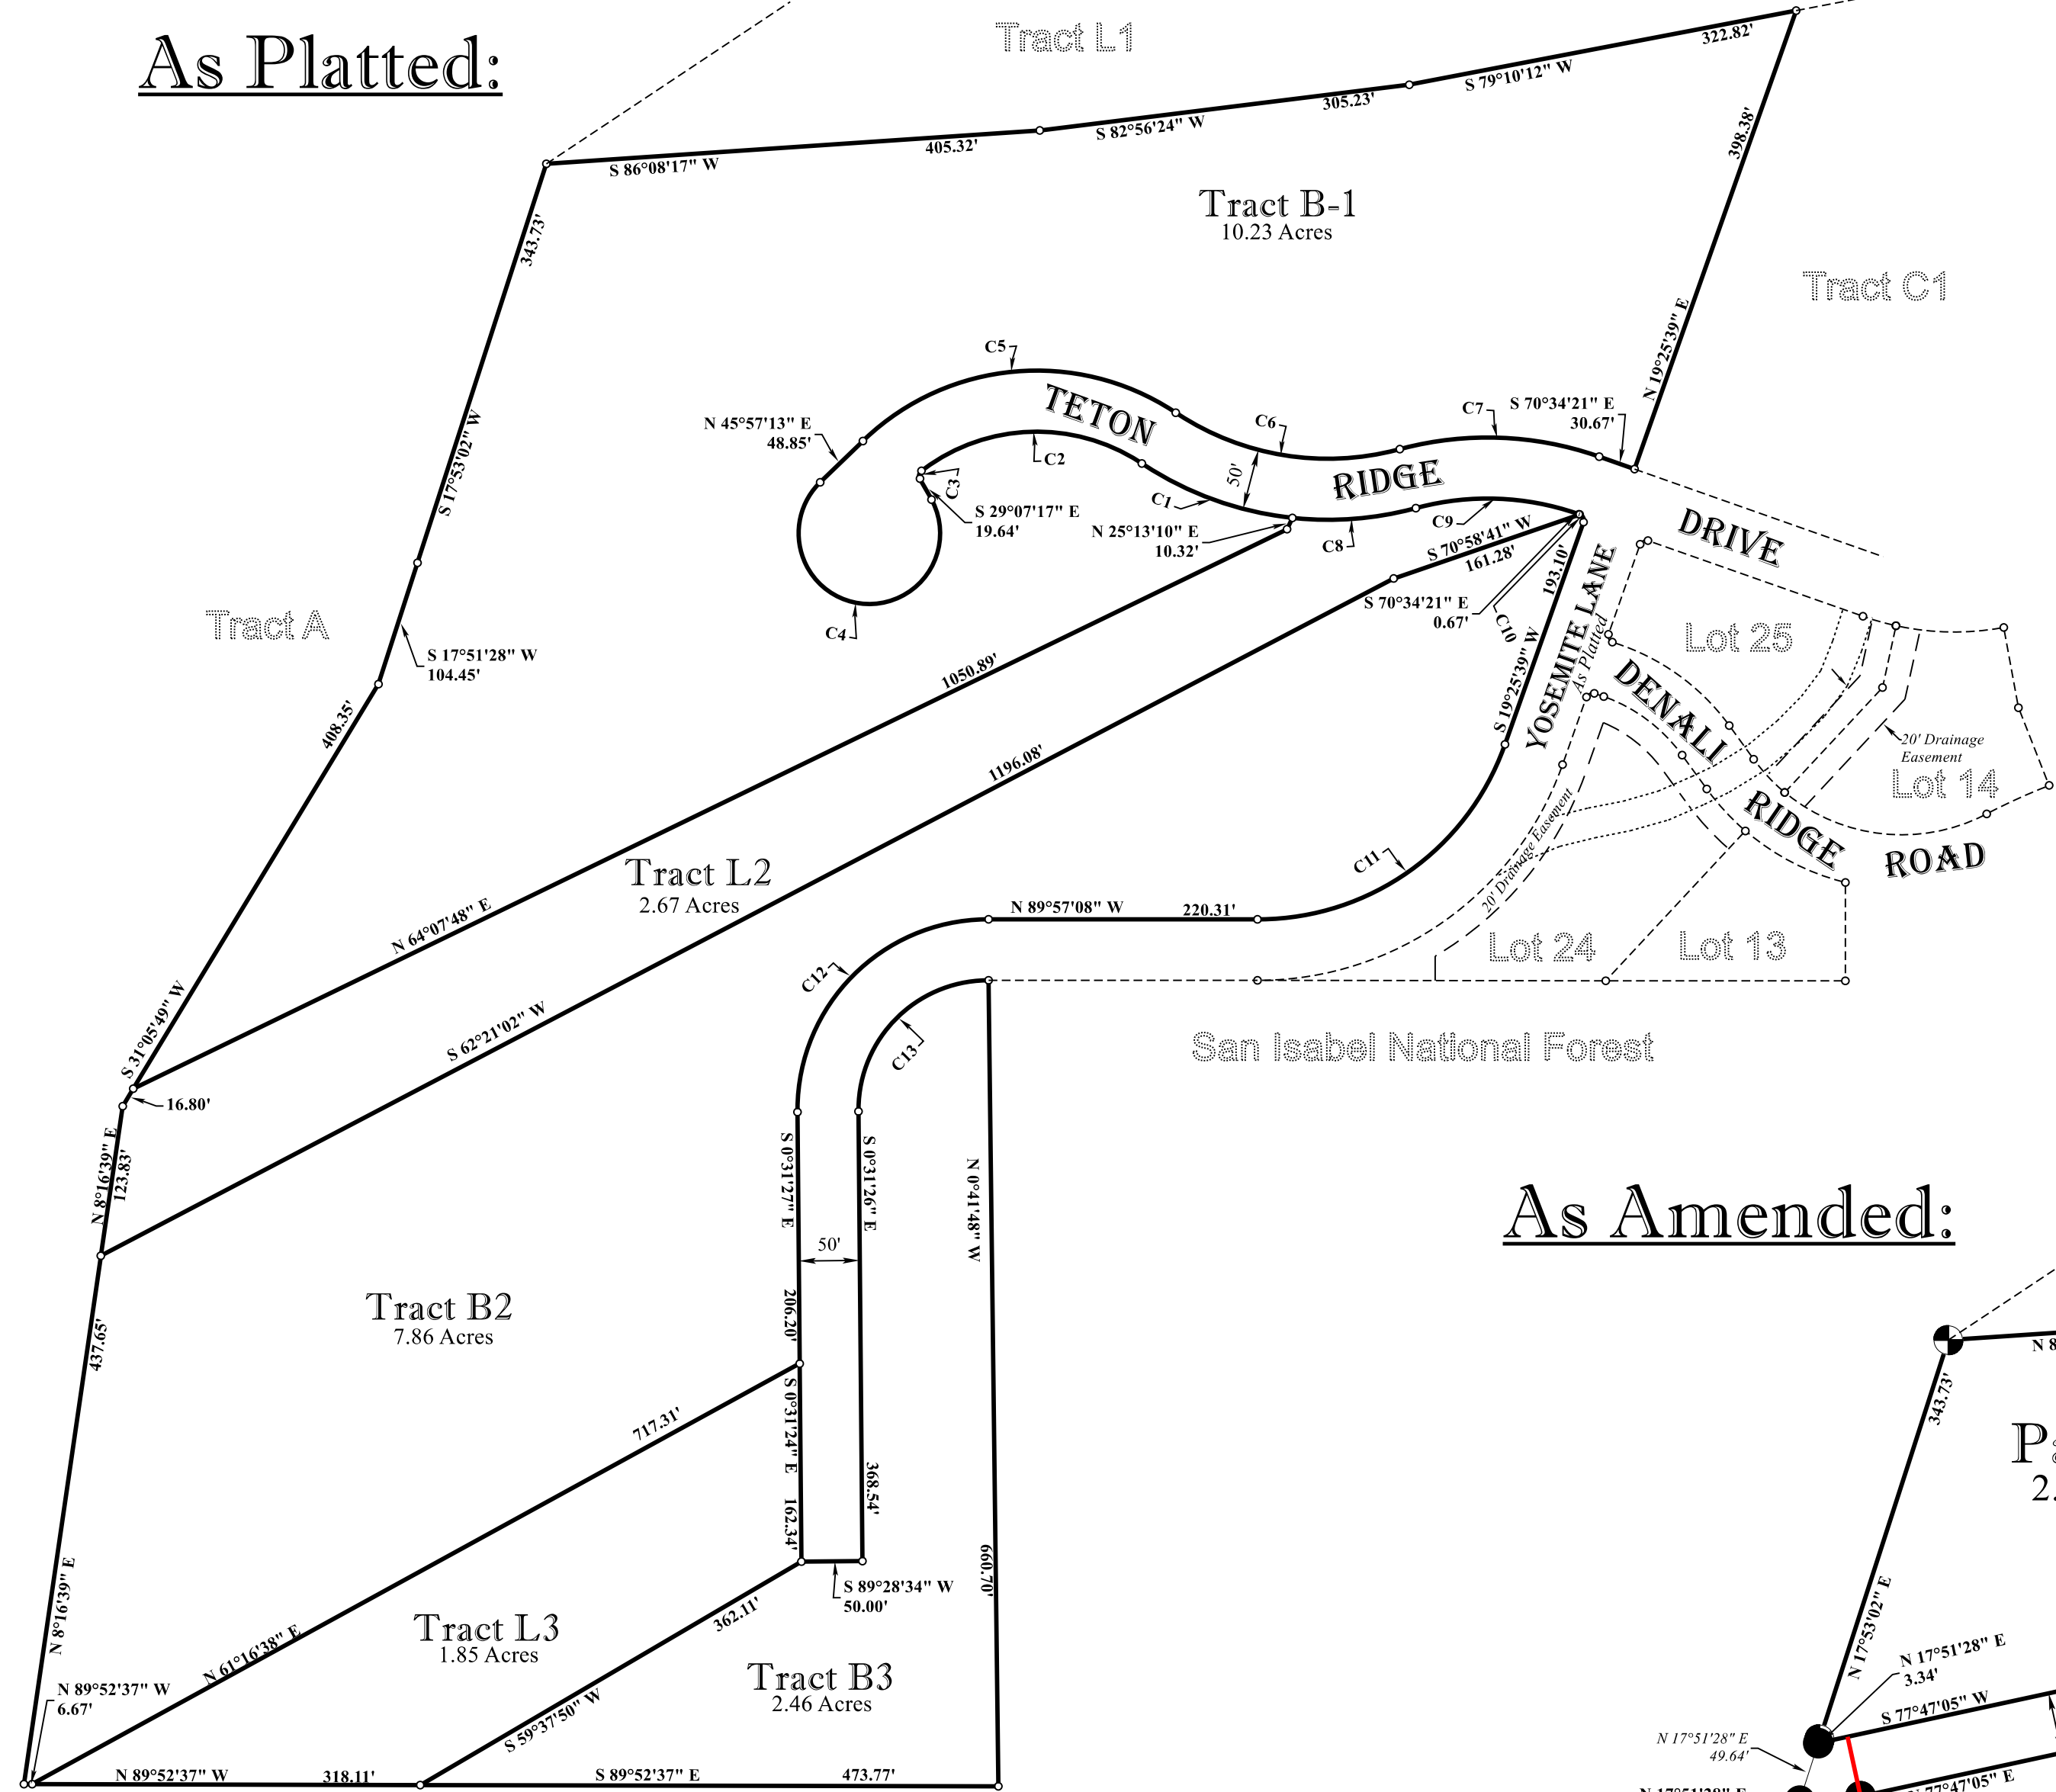 As Platted:
Tract L1
322.82'
S 79°10'12" W
305.23'
S 82°56'24" W
405.32'
S 86°08'17" W
398.38'
N 19°25'39" E
Tract B-1
10.23 Acres
Tract C1
343.73'
S 17°53'02" W
C5
TETON
C6
C7
S 70°34'21" E
30.67'
N 45°57'13" E
48.85'
C2
C3
50'
RIDGE
C1
S 29°07'17" E
19.64'
N 25°13'10" E
10.32'
C8
C9
S 70°58'41" W
161.28'
DRIVE
C4
S 70°34'21" E
0.67'
C10
193.10'
S 19°25'39" W
YOSEMITE LANE
As Platted
Tract A
S 17°51'28" W
104.45'
408.35'
S 31°05'49" W
Lot 25
DENALI
RIDGE
ROAD
20' Drainage
Easement
Lot 14
20' Drainage Easement
Lot 24
Lot 13
1050.89'
N 64°07'48" E
1196.08'
S 62°21'02" W
Tract L2
2.67 Acres
C11
N 89°57'08" W
220.31'
C12
C13
San Isabel National Forest
16.80'
N 8°16'39" E
123.83'
S 0°31'27" E
206.20'
S 0°31'26" E
368.54'
50'
N 0°41'48" W
660.70'
Tract B2
7.86 Acres
437.65'
N 8°16'39" E
717.31'
N 61°16'38" E
S 0°31'24" E
162.34'
S 89°28'34" W
50.00'
Tract L3
1.85 Acres
362.11'
S 59°37'50" W
Tract B3
2.46 Acres
N 89°52'37" W
6.67'
N 89°52'37" W
318.11'
S 89°52'37" E
473.77'
As Amended:
N 8
343.73'
N 17°53'02" E
2.
N 17°51'28" E
3.34'
S 77°47'05" W
N 17°51'28" E
49.64'
N 77°47'05" E